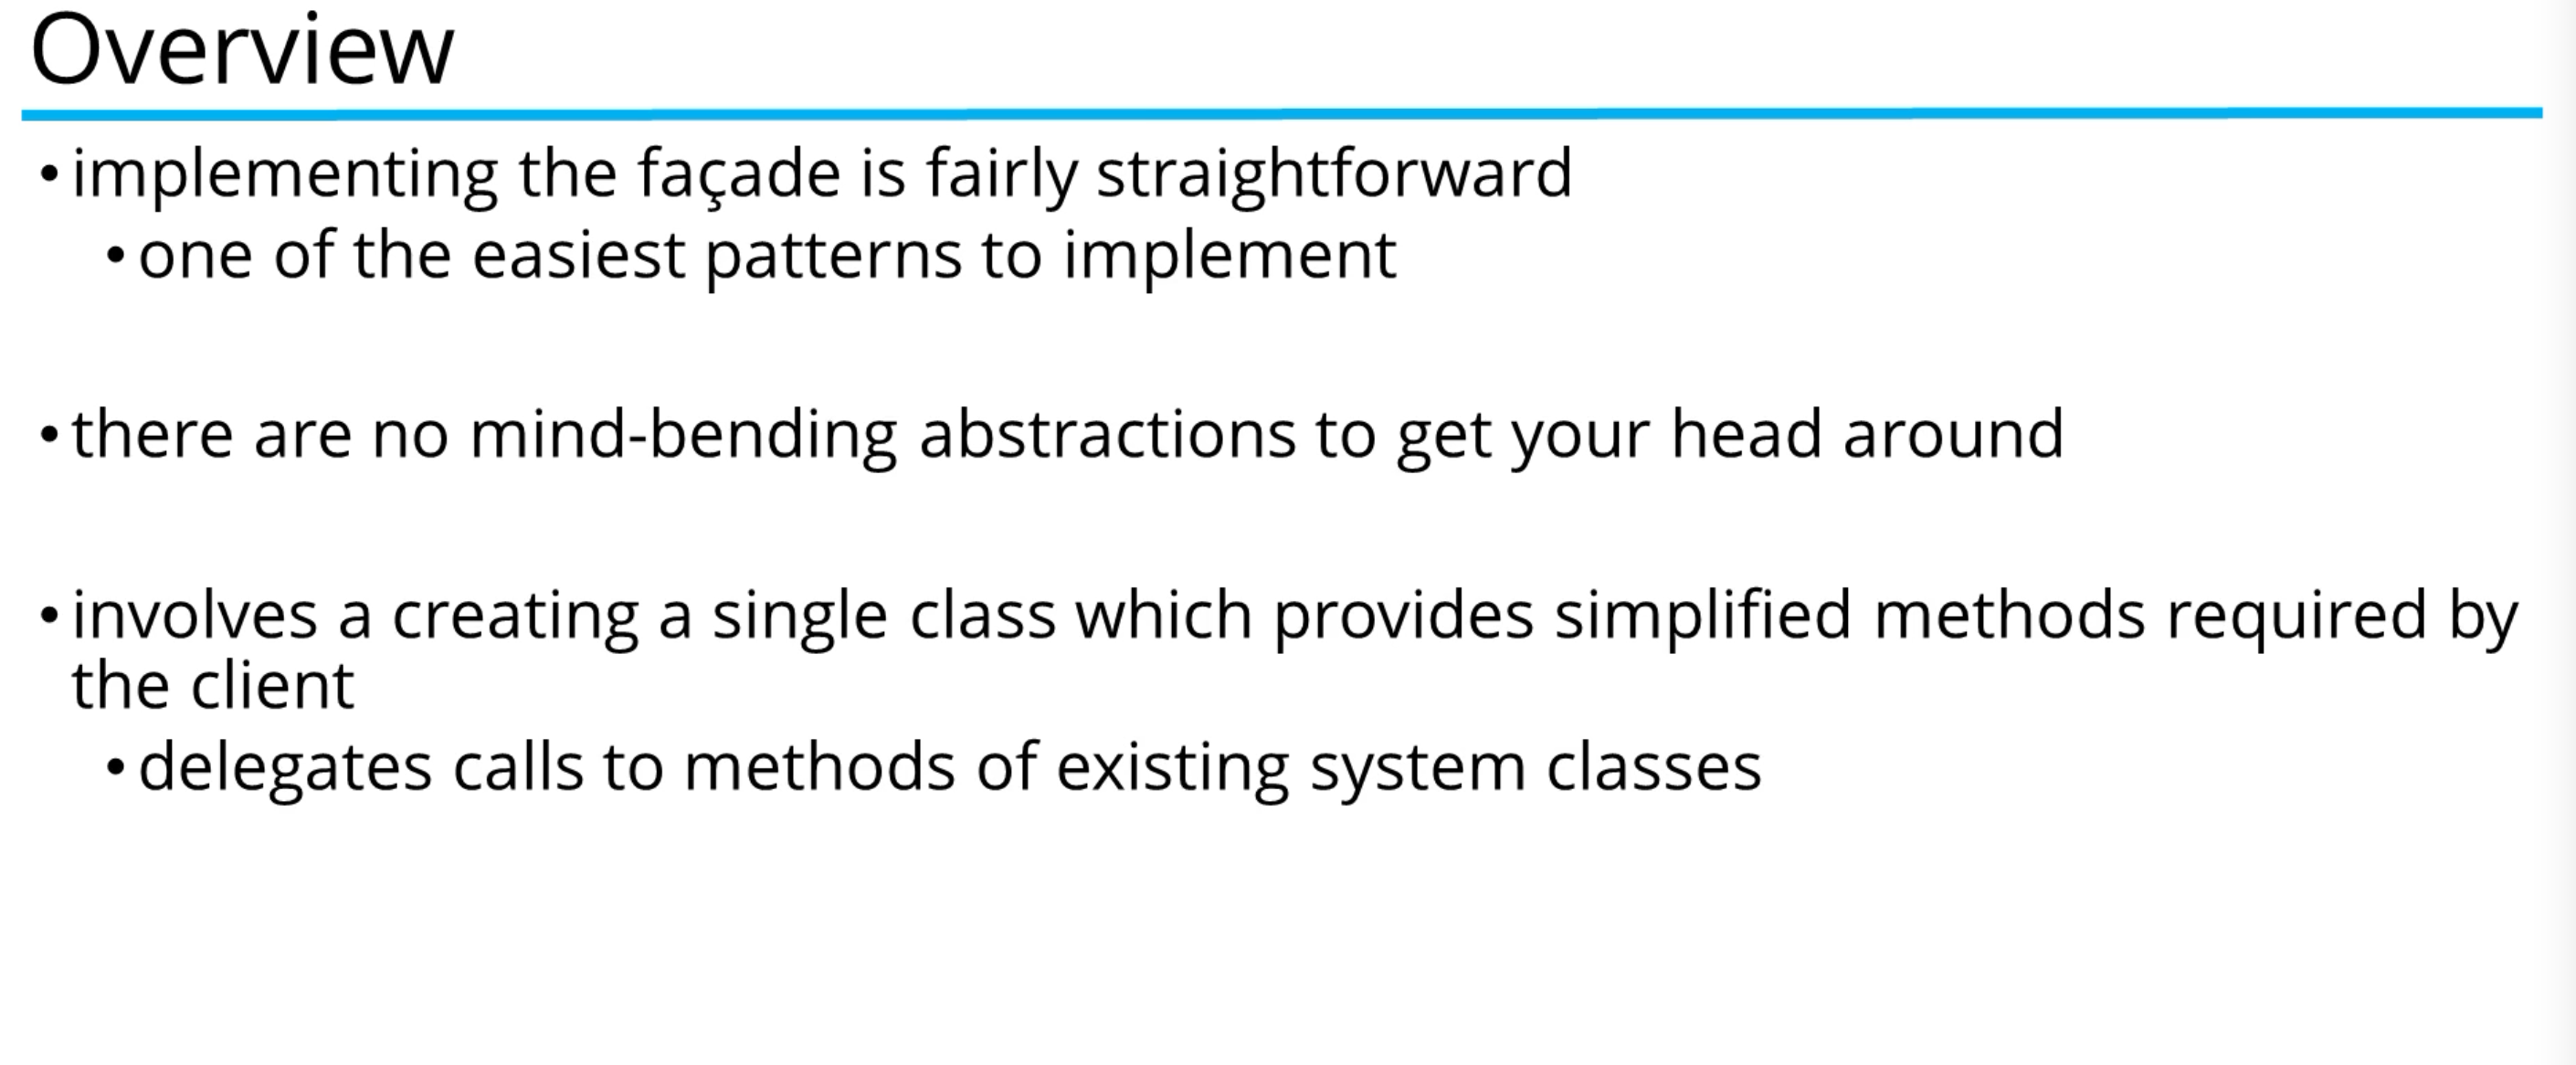 Overview
• implementing the façade is fairly straightforward
• one of the easiest patterns to implement
• there are no mind-bending abstractions to get your head around
• involves a creating a single class which provides simplified methods required by
the client
• delegates calls to methods of existing system classes